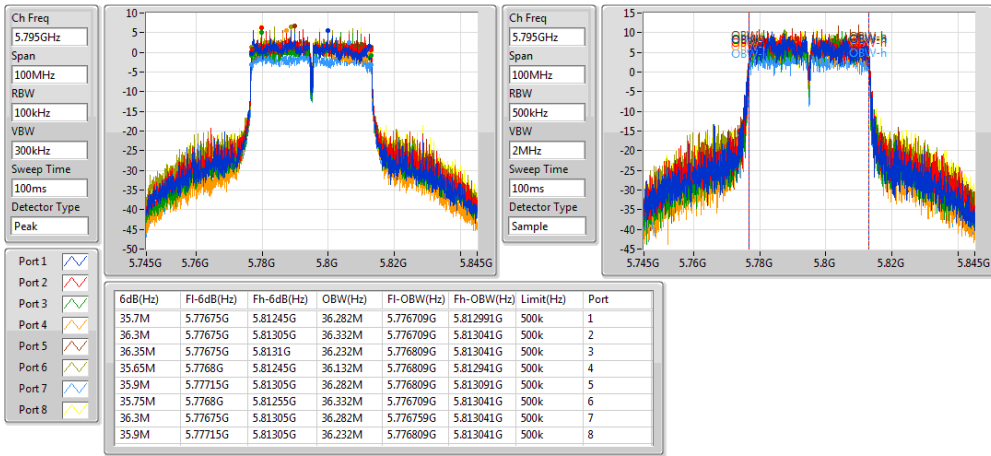 Ch Freq
5.795GHz
Span
100MHz
RBW
100kHz
VBW
300kHz
Sweep Time
100ms
Detector Type
Peak
10
5
0
-5
-10
-15
-20
-25
-30
-35
-40
-45
-50
5.745G 5.76G 5.78G 5.8G 5.82G 5.845G
Ch Freq
5.795GHz
Span
100MHz
RBW
500kHz
VBW
2MHz
Sweep Time
100ms
Detector Type
Sample
15
10
5
0
-5
-10
-15
-20
-25
-30
-35
-40
-45
OBW-h
OBW-h
5.745G 5.76G 5.78G 5.8G 5.82G 5.845G
Port 1
Port 2
Port 3
Port 4
Port 5
Port 6
Port 7
Port 8
6dB(Hz) Fl-6dB(Hz) Fh-6dB(Hz) OBW(Hz) Fl-OBW(Hz) Fh-OBW(Hz) Limit(Hz) Port
35.7M 5.77675G 5.81245G 36.282M 5.776709G 5.812991G 500k 1
36.3M 5.77675G 5.81305G 36.332M 5.776709G 5.813041G 500k 2
36.35M 5.77675G 5.8131G 36.232M 5.776809G 5.813041G 500k 3
35.65M 5.7768G 5.81245G 36.132M 5.776809G 5.812941G 500k 4
35.9M 5.77715G 5.81305G 36.282M 5.776809G 5.813091G 500k 5
35.75M 5.7768G 5.81255G 36.332M 5.776709G 5.813041G 500k 6
36.3M 5.77675G 5.81305G 36.282M 5.776759G 5.813041G 500k 7
35.9M 5.77715G 5.81305G 36.232M 5.776809G 5.813041G 500k 8